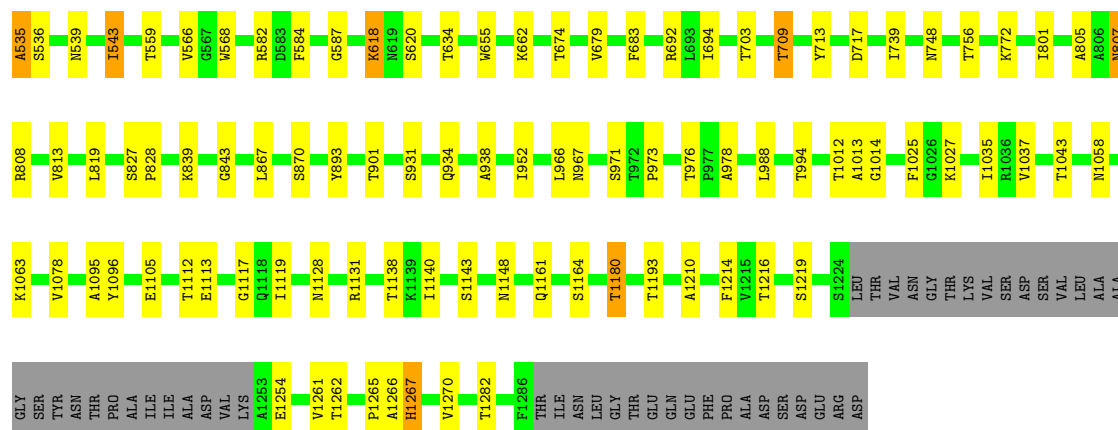 A535 S536 N539 I543 T559 V566 G567 W568 R582 D583 F584 G587 K618 N619 S620 T634 W655 K662 T674 V679 F683 R692 L693 I694 T703 T709 Y713 D717 I739 N748 T756 K772 I801 A805 A806 N807
R808 V813 L819 S827 P828 K839 G843 L867 S870 Y893 T901 S931 Q934 A938 I952 L966 N967 S971 T972 P973 T976 P977 A978 L988 T994 T1012 A1013 G1014 F1025 G1026 K1027 I1035 R1036 V1037 T1043 N1058
K1063 V1078 A1095 Y1096 E1105 T1112 E1113 G1117 Q1118 I1119 N1128 R1131 T1138 K1139 I1140 S1143 N1148 Q1161 S1164 T1180 T1193 A1210 F1214 V1215 T1216 S1219 S1224 LEU THR VAL ASN GLY THR LYS VAL SER ASP SER VAL LEU ALA ALA
GLY SER TYR ASN THR PRO ALA ILE ILE ALA ASP VAL LYS A1253 E1254 V1261 T1262 P1265 A1266 H1267 V1270 T1282 F1286 THR ILE ASN LEU GLY THR GLU GLN GLU PHE PRO ALA ASP SER ASP GLU ARG ASP